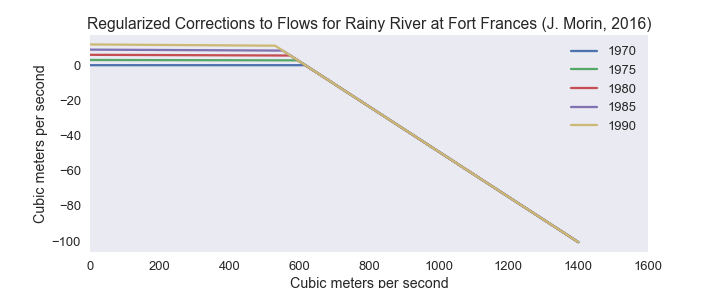 Regularized Corrections to Flows for Rainy River at Fort Frances (J. Morin, 2016)
Cubic meters per second
0
−20
−40
−60
−80
−100
1970
1975
1980
1985
1990
0 200 400 600 800 1000 1200 1400 1600
Cubic meters per second